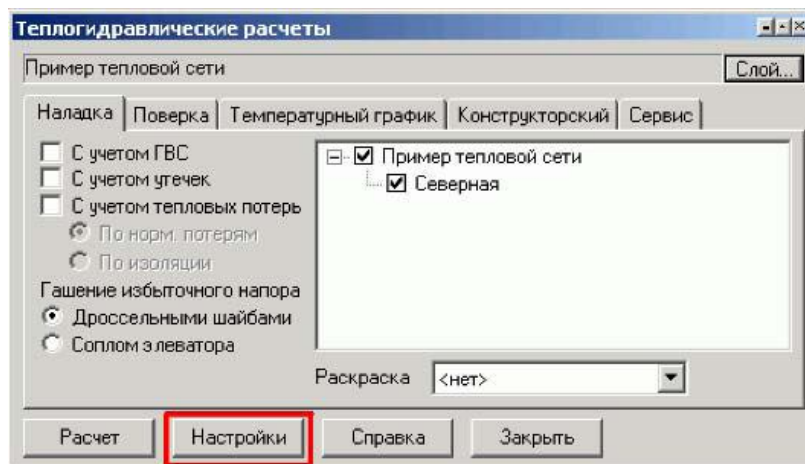 Теплогидравлические расчеты
Пример тепловой сети
Слой...
Наладка Поверка Температурный график Конструкторский Сервис
С учетом ГВС
С учетом утечек
С учетом тепловых потерь
По норм. потерям
По изоляции
Гашение избыточного напора
Дроссельными шайбами
Соплом элеватора
Пример тепловой сети
Северная
Раскраска <нет>
Расчет Настройки Справка Закрыть